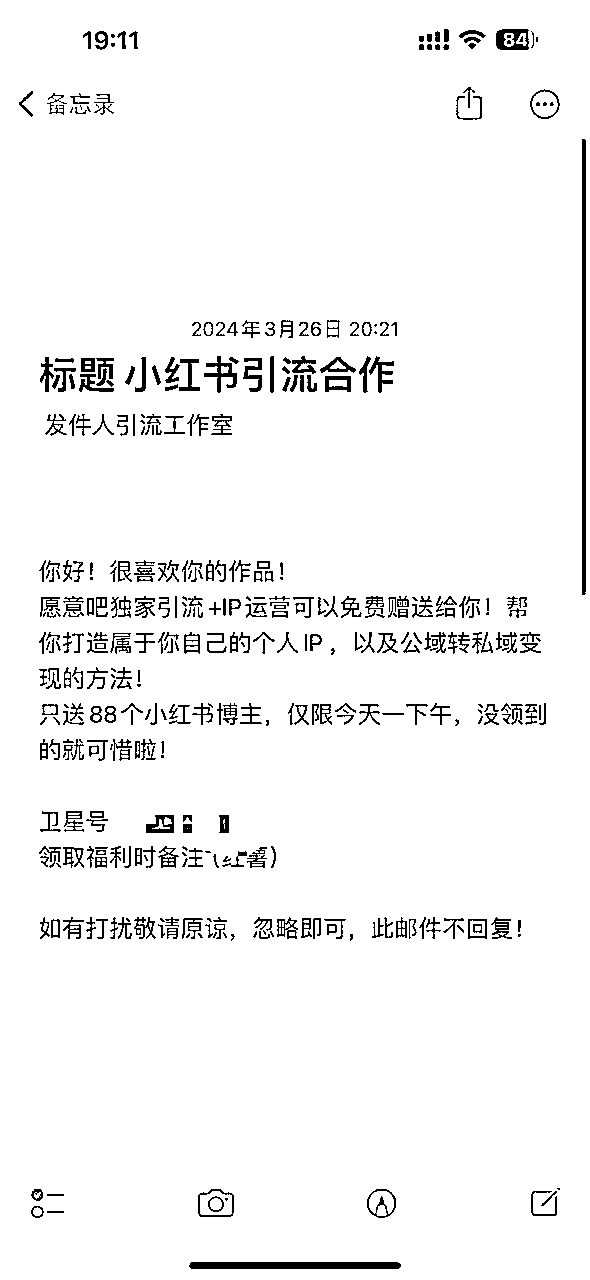 19:11
84
备忘录
2024年3月26日 20:21
标题 小红书引流合作
发件人引流工作室
你好！很喜欢你的作品！
愿意吧独家引流+IP运营可以免费赠送给你！帮
你打造属于你自己的个人IP，以及公域转私域变
现的方法！
只送88个小红书博主，仅限今天一下午，没领到
的就可惜啦！
卫星号
领取福利时备注
如有打扰敬请原谅，忽略即可，此邮件不回复！